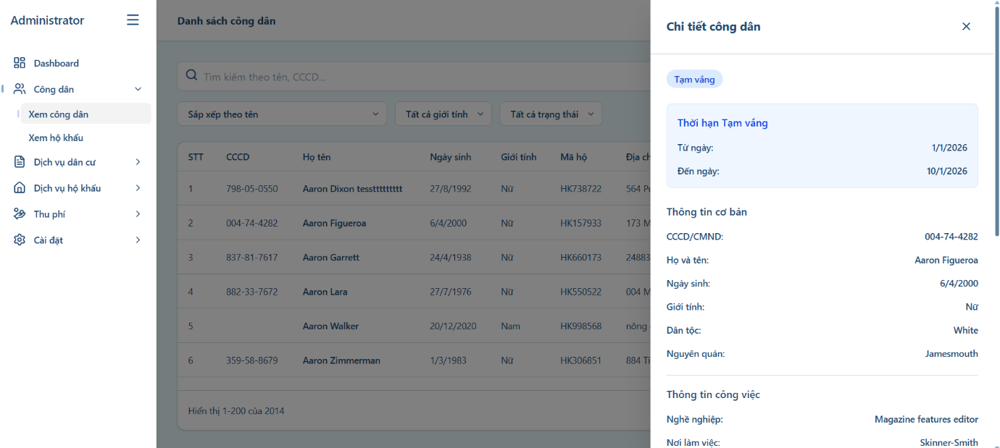 Administrator
Dashboard
Công dân
Xem công dân
Xem hộ khẩu
Dịch vụ dân cư
Dịch vụ hộ khẩu
Thu phí
Cài đặt
Danh sách công dân
Tìm kiếm theo tên, CCCD...
Sắp xếp theo tên Tất cả giới tính Tất cả trạng thái
STT CCCD Họ tên Ngày sinh Giới tính Mã hộ Địa ch
1 798-05-0550 Aaron Dixon tesstttttttttt 27/8/1992 Nữ HK738722 564 Pu
2 004-74-4282 Aaron Figueroa 6/4/2000 Nữ HK157933 173 M
3 837-81-7617 Aaron Garrett 24/4/1938 Nữ HK660173 24883
4 882-33-7672 Aaron Lara 27/7/1976 Nữ HK550522 004 M
5 Aaron Walker 20/12/2020 Nam HK998568 nông
6 359-58-8679 Aaron Zimmerman 1/3/1983 Nữ HK306851 884 Ti
Hiển thị 1-200 của 2014
Chi tiết công dân
Tạm vắng
Thời hạn Tạm vắng
Từ ngày: 1/1/2026
Đến ngày: 10/1/2026
Thông tin cơ bản
CCCD/CMND: 004-74-4282
Họ và tên: Aaron Figueroa
Ngày sinh: 6/4/2000
Giới tính: Nữ
Dân tộc: White
Nguyên quán: Jamesmouth
Thông tin công việc
Nghề nghiệp: Magazine features editor
Nơi làm việc: Skinner-Smith